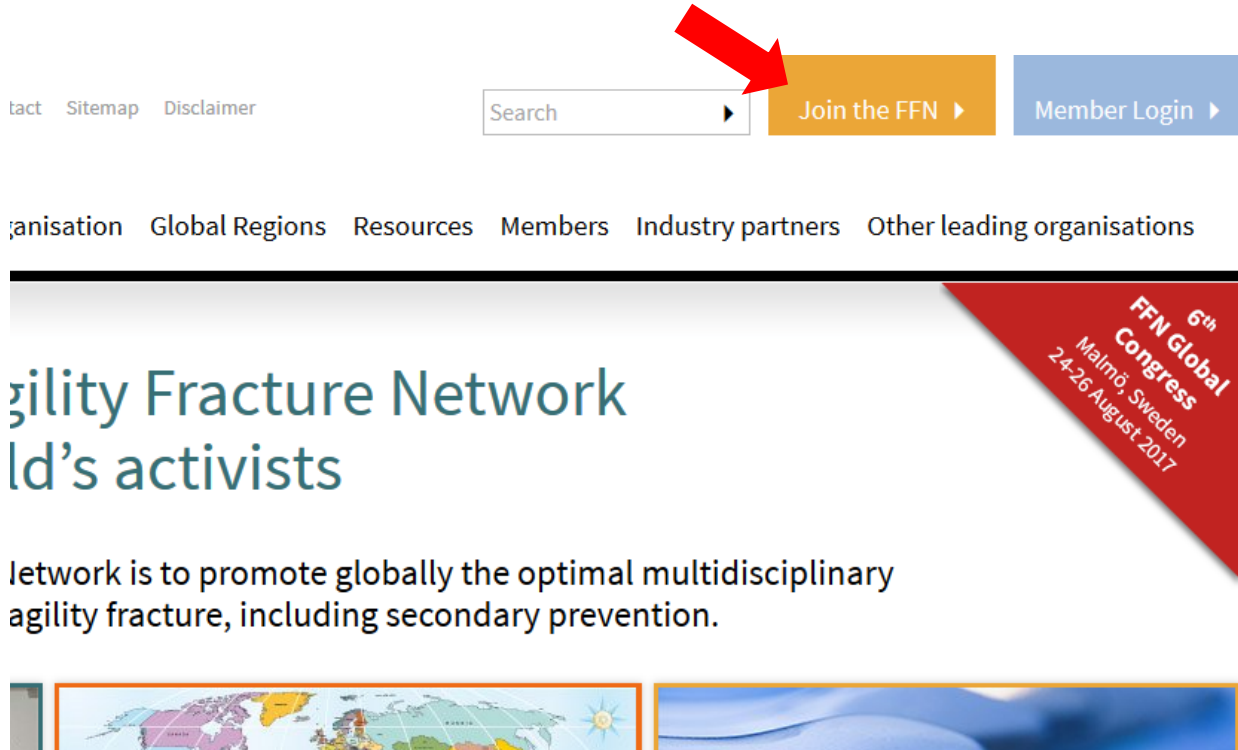 tact Sitemap Disclaimer
Search
Join the FFN
Member Login
ganisation Global Regions Resources Members Industry partners Other leading organisations
6th
FFN Global
Congress
Malmö, Sweden
24-26 August 2017
gility Fracture Network
ld's activists
Network is to promote globally the optimal multidisciplinary
agility fracture, including secondary prevention.
CANADA
RUSSIA